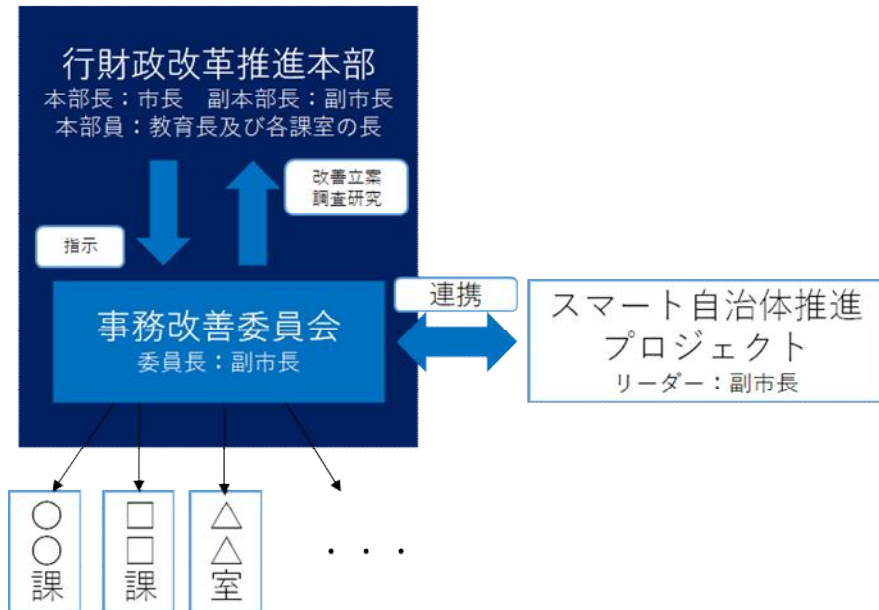 行財政改革推進本部
本部長：市長　副本部長：副市長
本部員：教育長及び各課室の長
改善立案
調査研究
指示
連携
事務改善委員会
委員長：副市長
スマート自治体推進
プロジェクト
リーダー：副市長
○○課
□□課
△△室
・・・